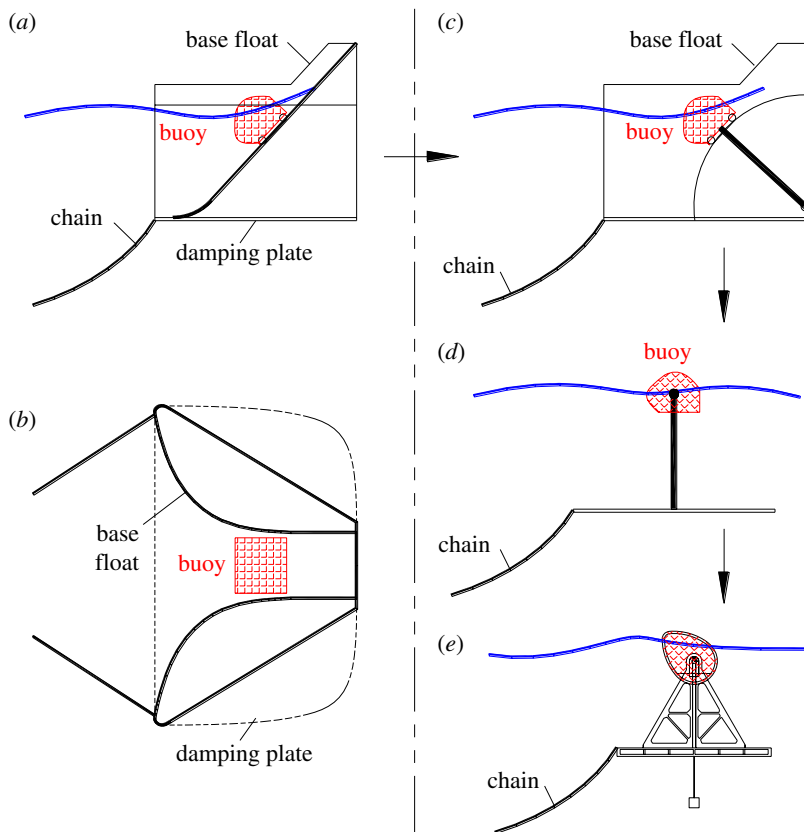 (a)
base float
buoy
chain
damping plate
(b)
base
float
buoy
damping plate
(c)
base float
buoy
chain
(d)
buoy
chain
(e)
chain